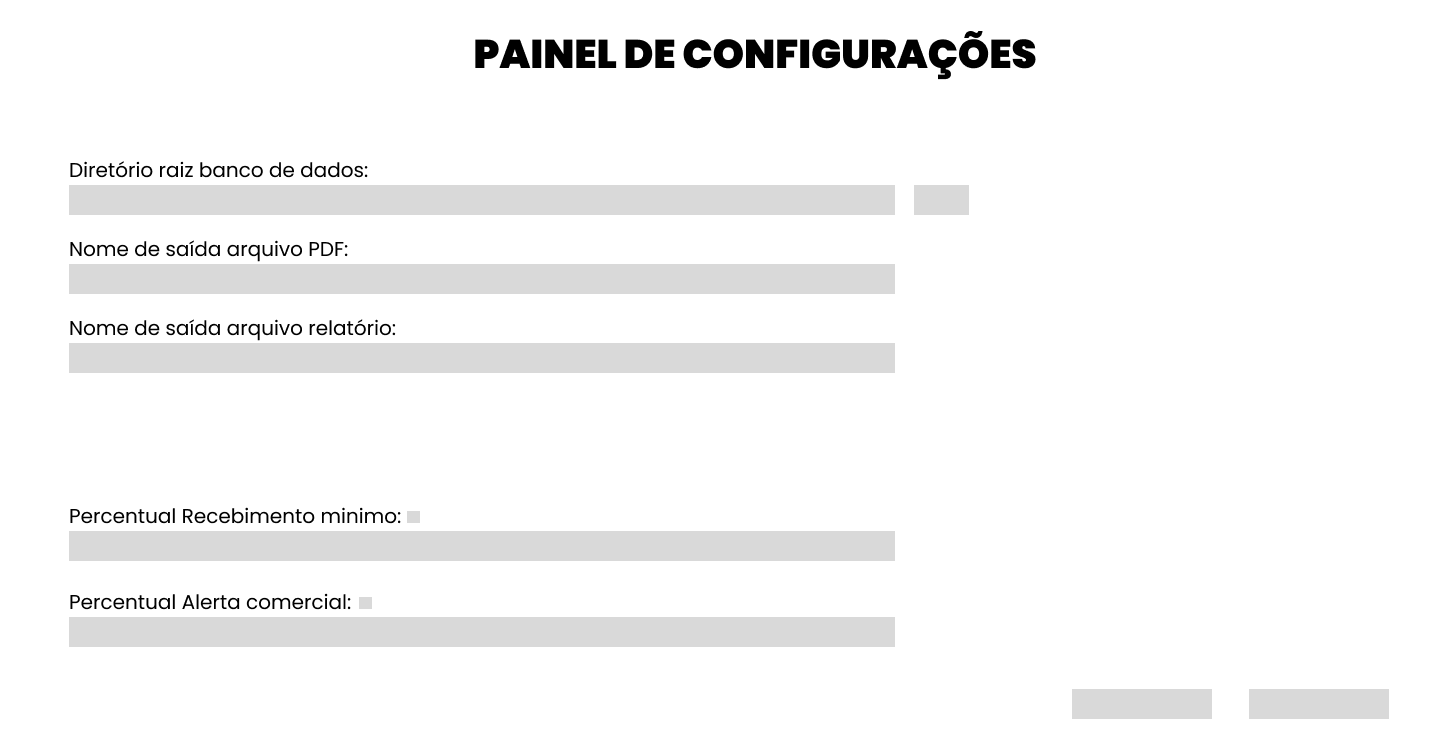 PAINEL DE CONFIGURAÇÕES
Diretório raiz banco de dados:
Nome de saída arquivo PDF:
Nome de saída arquivo relatório:
Percentual Recebimento minimo:
Percentual Alerta comercial: